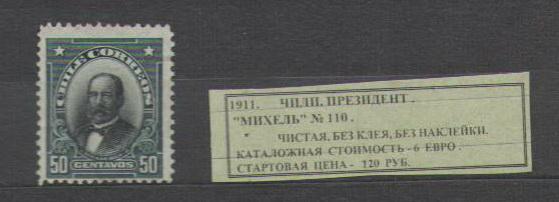 CHILE CORREOS
50 CENTAVOS 50
1911. ЧИЛИ. ПРЕЗИДЕНТ.
"МИХЕЛЬ" № 110.
" ЧИСТАЯ, БЕЗ КЛЕЯ, БЕЗ НАКЛЕЙКИ.
КАТАЛОЖНАЯ СТОИМОСТЬ - 6 ЕВРО.
СТАРТОВАЯ ЦЕНА - 120 РУБ.